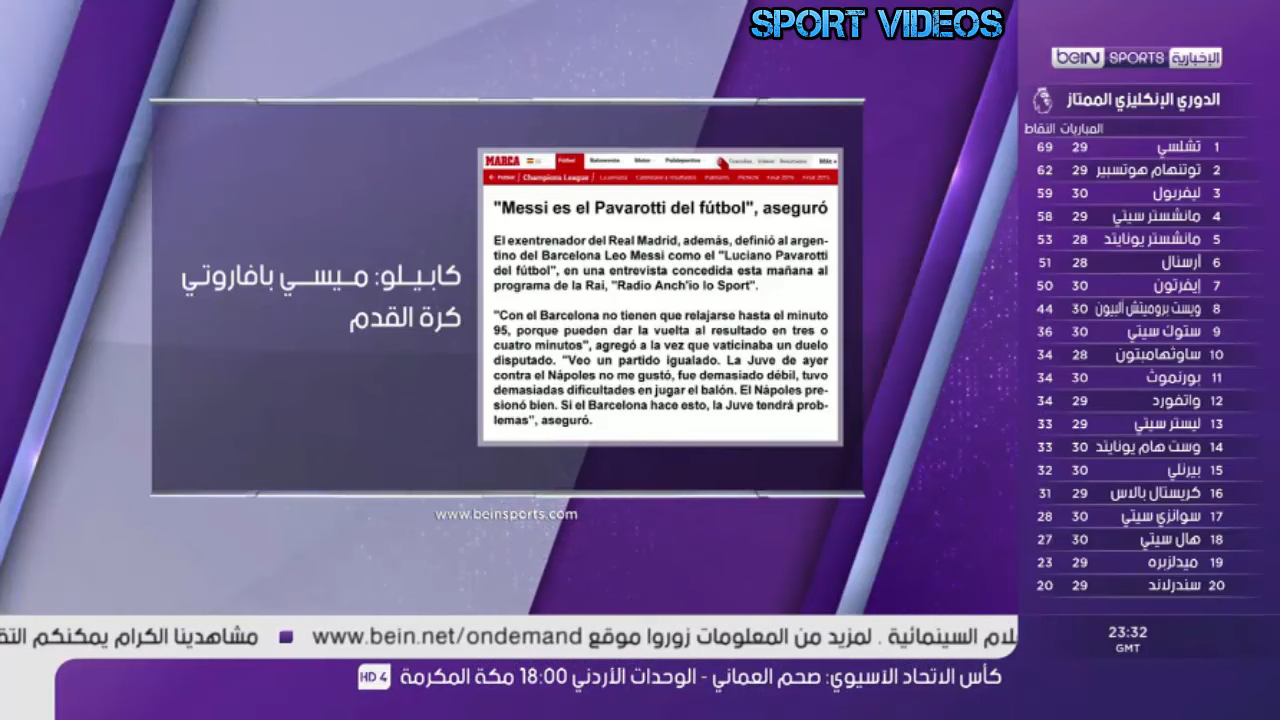 SPORT VIDEOS
beIN SPORTS الإخبارية
الدوري الإنكليزي الممتاز
المباريات النقاط
1 تشلسي 29 69
2 توتنهام هوتسبير 29 62
3 ليفربول 30 59
4 مانشستر سيتي 29 58
5 مانشستر يونايتد 28 53
6 أرسنال 28 51
7 إيفرتون 30 50
8 ويست بروميتش ألبيون 30 44
9 ستوك سيتي 30 36
10 ساوثهامبتون 28 34
11 بورنموث 30 34
12 واتفورد 29 34
13 ليستر سيتي 29 33
14 وست هام يونايتد 30 33
15 بيرنلي 30 32
16 كريستال بالاس 29 31
17 سوانزي سيتي 30 28
18 هال سيتي 30 27
19 ميدلزبره 29 23
20 سندرلاند 29 20
كابيلو: ميسي بافاروتي
كرة القدم
MARCA Fútbol Baloncesto Motor Polideportivo Más
Fútbol Champions League
"Messi es el Pavarotti del fútbol", aseguró
El exentrenador del Real Madrid, además, definió al argen-
tino del Barcelona Leo Messi como el "Luciano Pavarotti
del fútbol", en una entrevista concedida esta mañana al
programa de la Rai, "Radio Anch'io lo Sport".
"Con el Barcelona no tienen que relajarse hasta el minuto
95, porque pueden dar la vuelta al resultado en tres o
cuatro minutos", agregó a la vez que vaticinaba un duelo
disputado. "Veo un partido igualado. La Juve de ayer
contra el Nápoles no me gustó, fue demasiado débil, tuvo
demasiadas dificultades en jugar el balón. El Nápoles pre-
sionó bien. Si el Barcelona hace esto, la Juve tendrá prob-
lemas", aseguró.
www.beinsports.com
لام السينمائية . لمزيد من المعلومات زوروا موقع www.bein.net/ondemand ■ مشاهدينا الكرام يمكنكم التق
23:32
GMT
كأس الاتحاد الآسيوي: صحم العماني - الوحدات الأردني 18:00 مكة المكرمة HD 4